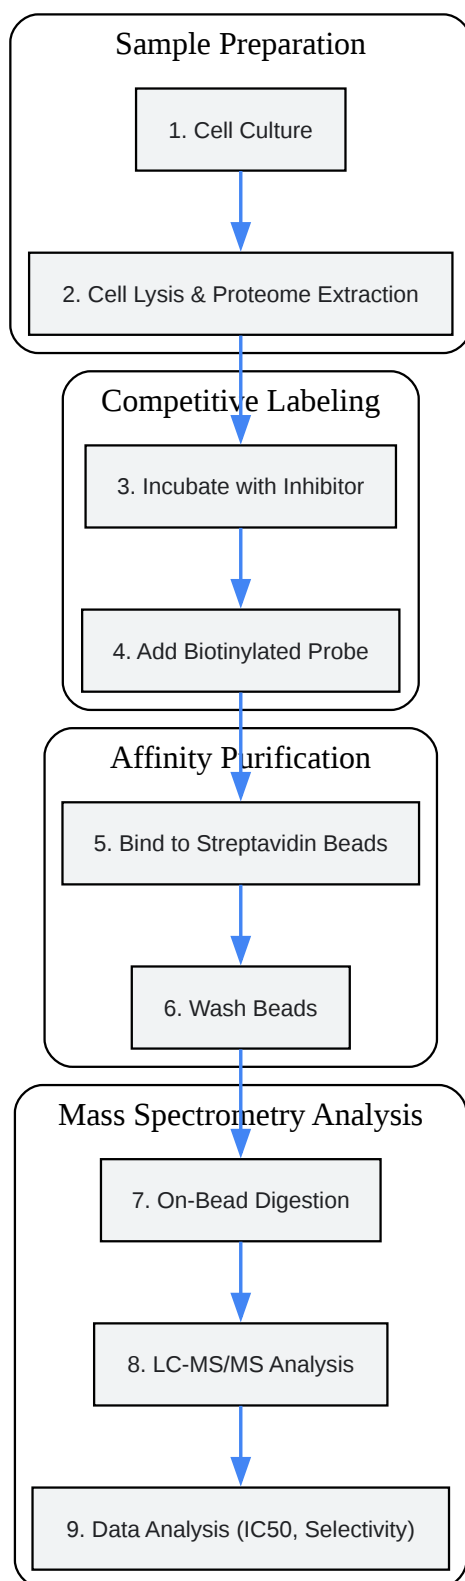 Sample Preparation
1. Cell Culture
2. Cell Lysis & Proteome Extraction
Competitive Labeling
3. Incubate with Inhibitor
4. Add Biotinylated Probe
Affinity Purification
5. Bind to Streptavidin Beads
6. Wash Beads
Mass Spectrometry Analysis
7. On-Bead Digestion
8. LC-MS/MS Analysis
9. Data Analysis (IC50, Selectivity)